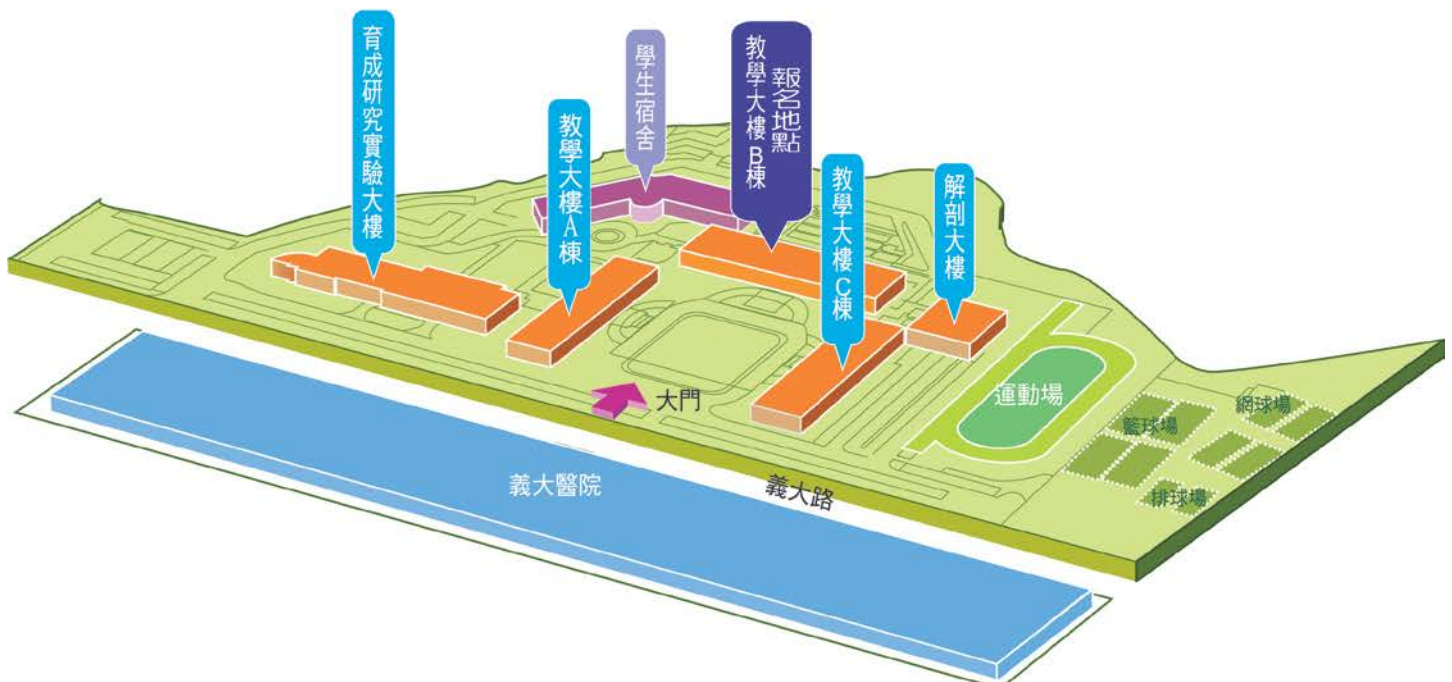 育成研究實驗大樓
教學大樓A棟
學生宿舍
報名地點
教學大樓B棟
教學大樓C棟
解剖大樓
大門
運動場
籃球場
網球場
排球場
義大路
義大醫院